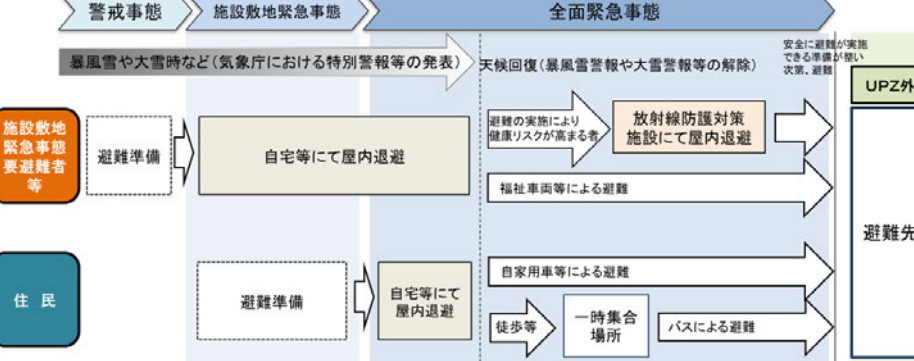 警戒事態
施設敷地緊急事態
全面緊急事態
暴風雪や大雪時など(気象庁における特別警報等の発表)
天候回復(暴風雪警報や大雪警報等の解除)
安全に避難が実施
できる準備が整い
次第、避難
UPZ外
施設敷地
緊急事態
要避難者
等
避難準備
自宅等にて屋内退避
避難の実施により
健康リスクが高まる者
放射線防護対策
施設にて屋内退避
福祉車両等による避難
避難先
住 民
避難準備
自宅等にて
屋内退避
自家用車等による避難
徒歩等
一時集合
場所
バスによる避難